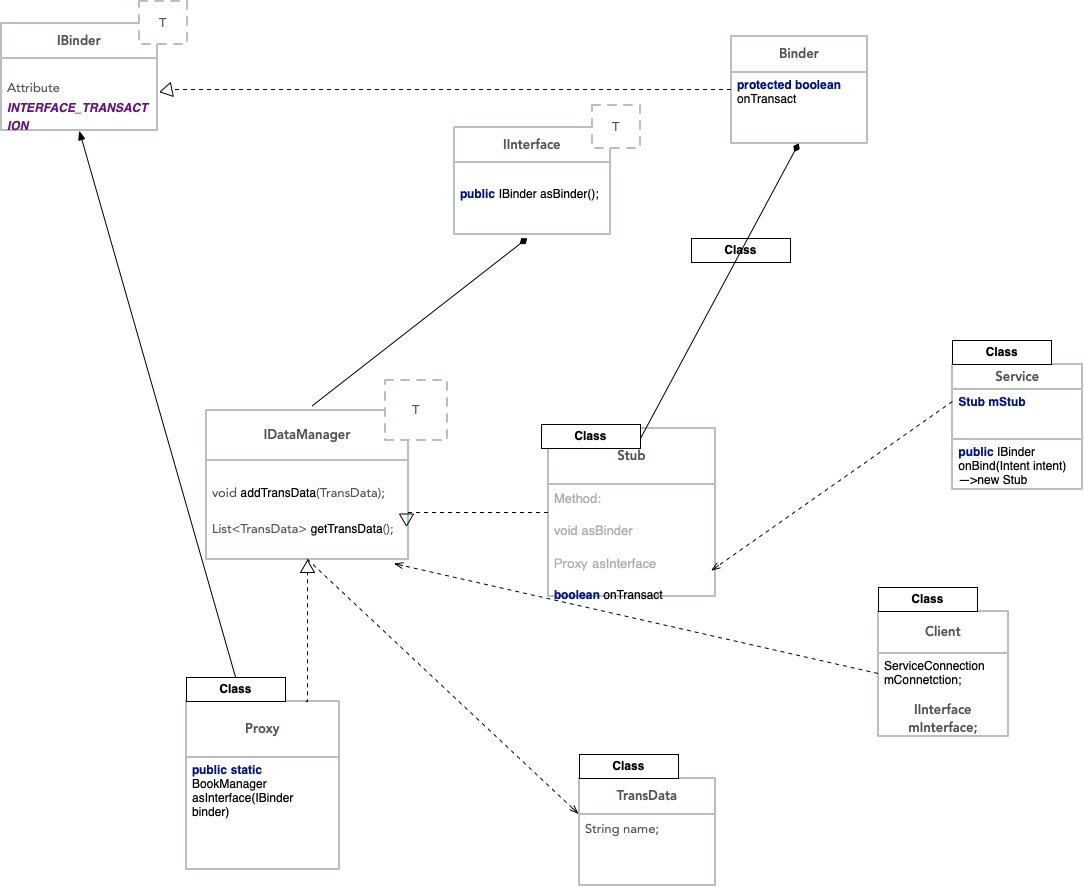 T
IBinder
Attribute
INTERFACE_TRANSACT
ION
Binder
protected boolean
onTransact
T
IInterface
public IBinder asBinder();
Class
Class
Service
Stub mStub
public IBinder
onBind(Intent intent)
—>new Stub
T
IDataManager
void addTransData(TransData);
List<TransData> getTransData();
Class
Stub
Method:
void asBinder
Proxy asInterface
boolean onTransact
Class
Client
ServiceConnection
mConnetction;
IInterface
mInterface;
Class
Proxy
public static
BookManager
asInterface(IBinder
binder)
Class
TransData
String name;